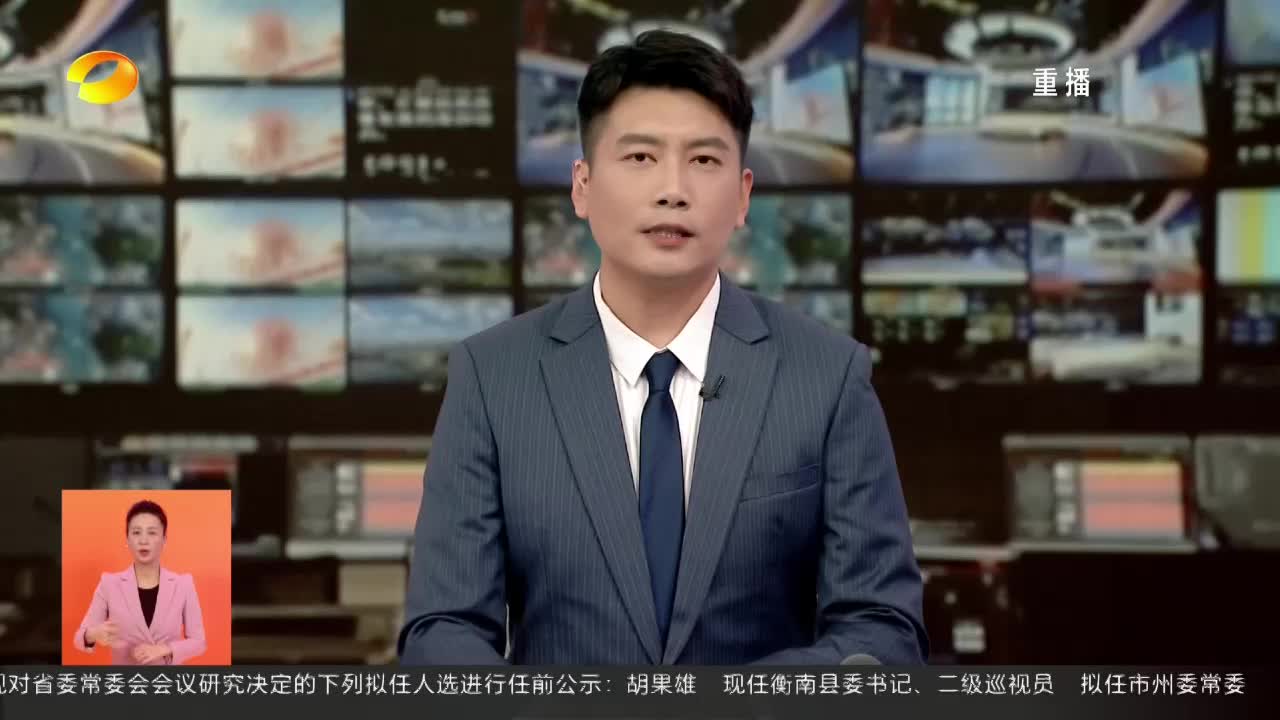 重播
现对省委常委会会议研究决定的下列拟任人选进行任前公示：胡果雄 现任衡南县委书记、二级巡视员 拟任市州委常委